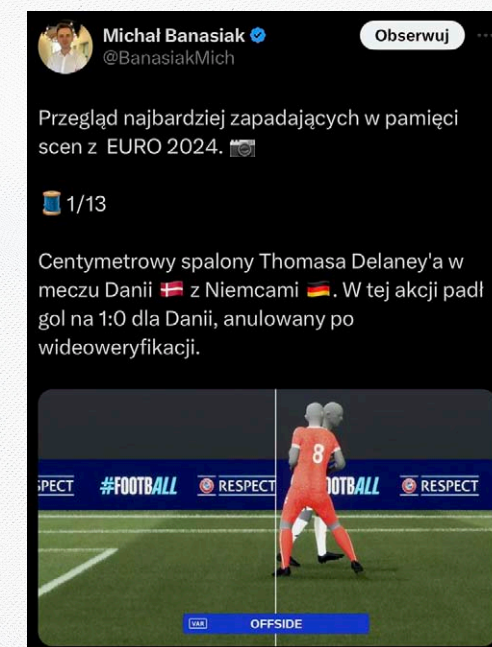 Michał Banasiak
@BanasiakMich
Obserwuj
Przegląd najbardziej zapadających w pamięci
scen z EURO 2024. 📷
🧵 1/13
Centymetrowy spalony Thomasa Delaney'a w
meczu Danii 🇩🇰 z Niemcami 🇩🇪. W tej akcji padł
gol na 1:0 dla Danii, anulowany po
wideoweryfikacji.
8
SPECT #FOOTBALL RESPECT OOTBALL RESPECT
VAR OFFSIDE